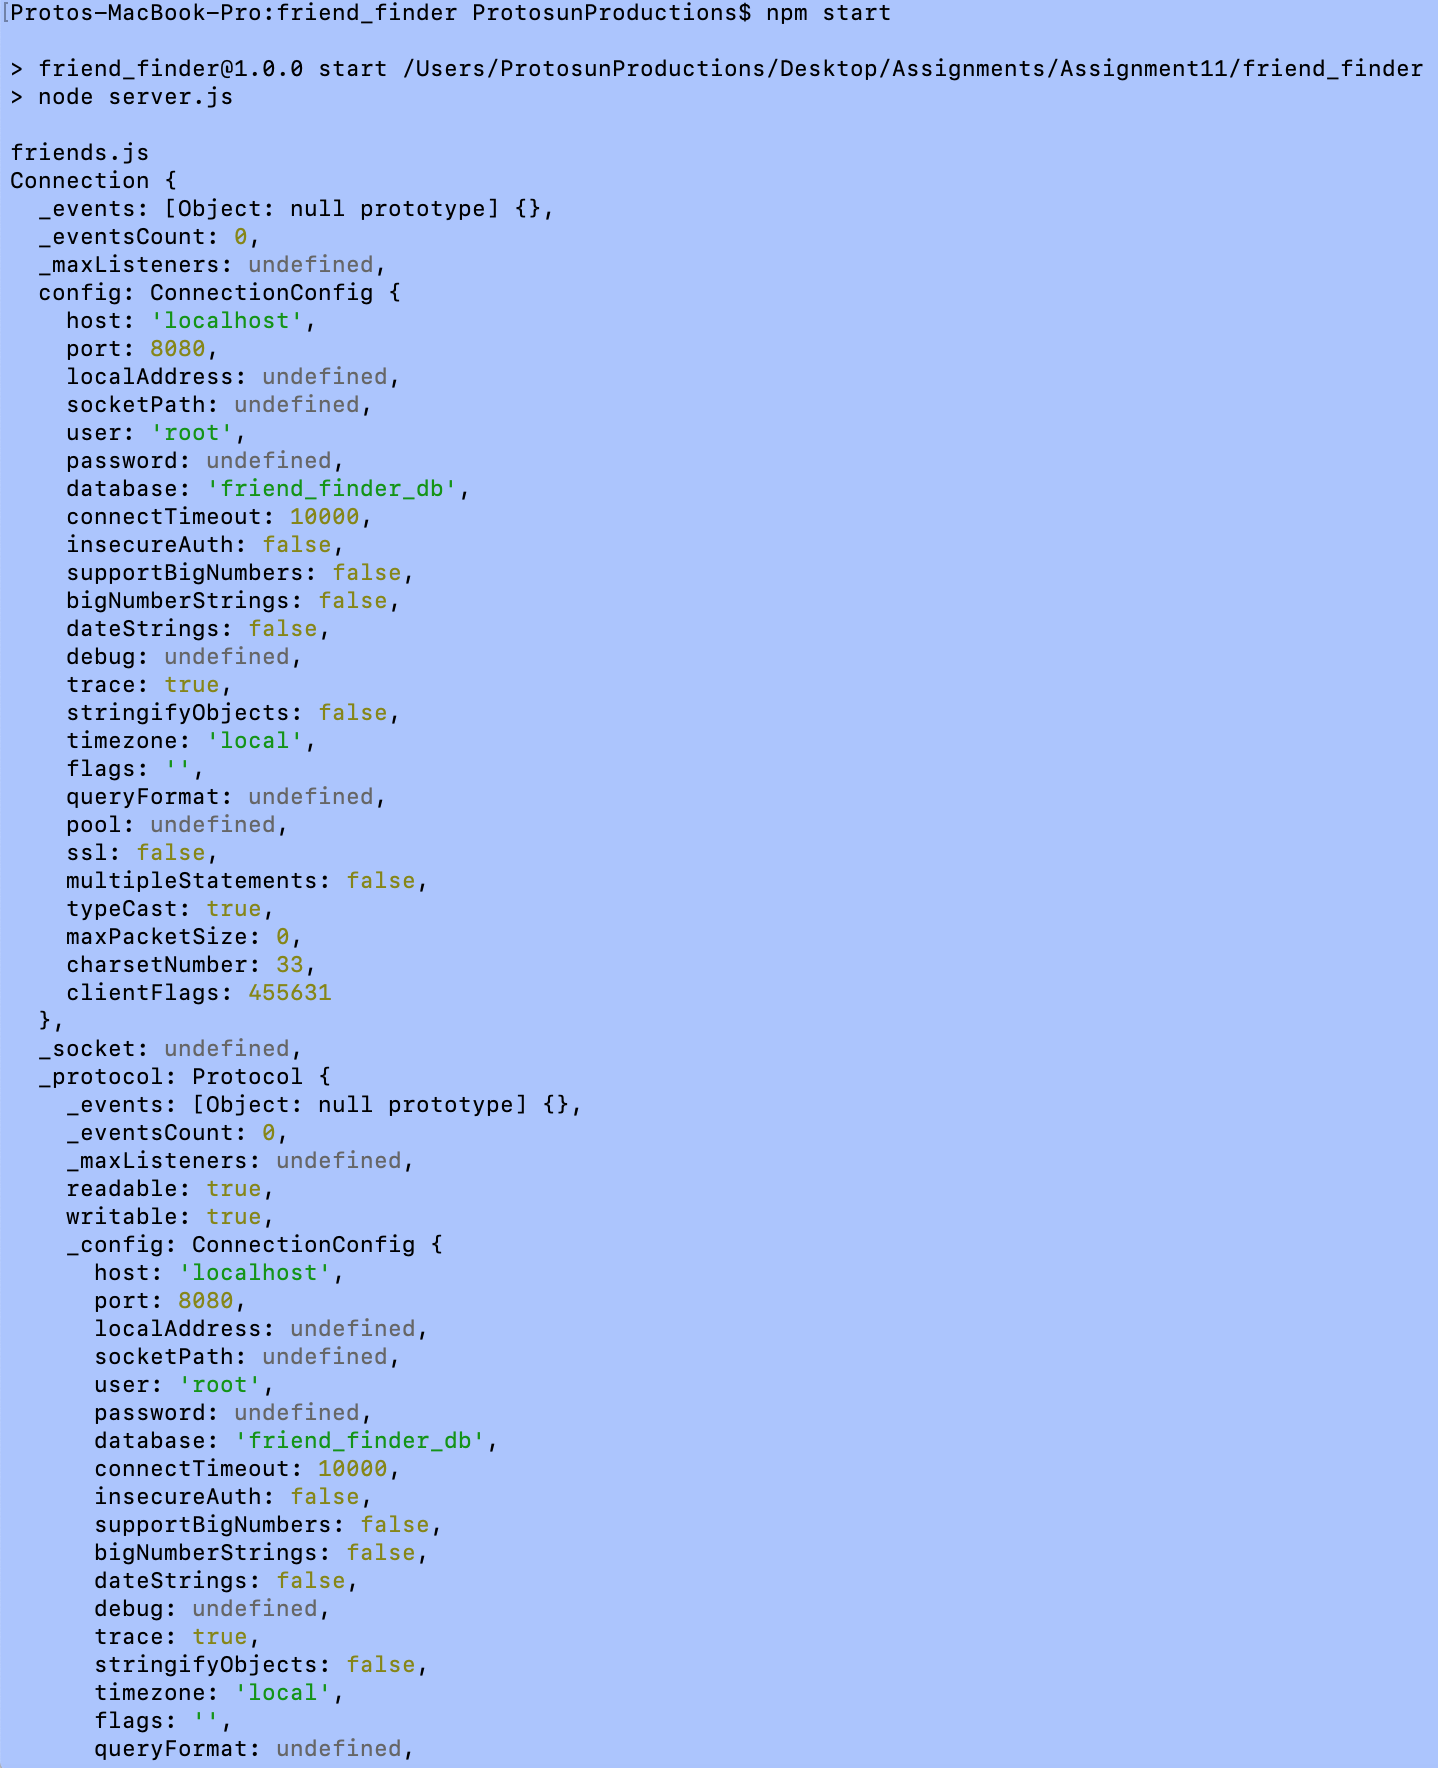 [Protos-MacBook-Pro:friend_finder ProtosunProductions$ npm start
> friend_finder@1.0.0 start /Users/ProtosunProductions/Desktop/Assignments/Assignment11/friend_finder
> node server.js
friends.js
Connection {
  _events: [Object: null prototype] {},
  _eventsCount: 0,
  _maxListeners: undefined,
  config: ConnectionConfig {
    host: 'localhost',
    port: 8080,
    localAddress: undefined,
    socketPath: undefined,
    user: 'root',
    password: undefined,
    database: 'friend_finder_db',
    connectTimeout: 10000,
    insecureAuth: false,
    supportBigNumbers: false,
    bigNumberStrings: false,
    dateStrings: false,
    debug: undefined,
    trace: true,
    stringifyObjects: false,
    timezone: 'local',
    flags: '',
    queryFormat: undefined,
    pool: undefined,
    ssl: false,
    multipleStatements: false,
    typeCast: true,
    maxPacketSize: 0,
    charsetNumber: 33,
    clientFlags: 455631
  },
  _socket: undefined,
  _protocol: Protocol {
    _events: [Object: null prototype] {},
    _eventsCount: 0,
    _maxListeners: undefined,
    readable: true,
    writable: true,
    _config: ConnectionConfig {
      host: 'localhost',
      port: 8080,
      localAddress: undefined,
      socketPath: undefined,
      user: 'root',
      password: undefined,
      database: 'friend_finder_db',
      connectTimeout: 10000,
      insecureAuth: false,
      supportBigNumbers: false,
      bigNumberStrings: false,
      dateStrings: false,
      debug: undefined,
      trace: true,
      stringifyObjects: false,
      timezone: 'local',
      flags: '',
      queryFormat: undefined,